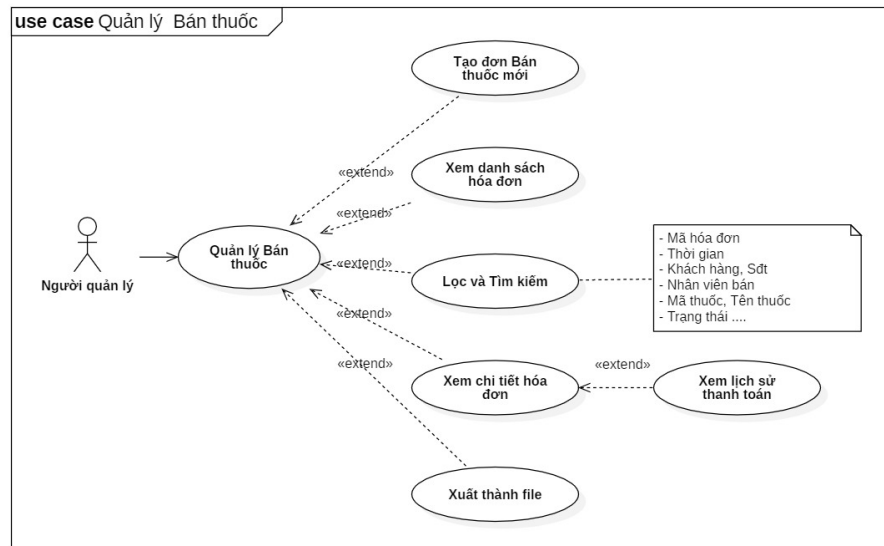 use case Quản lý Bán thuốc
Tạo đơn Bán
thuốc mới
«extend»
Xem danh sách
hóa đơn
«extend»
Quản lý Bán
thuốc
Người quản lý
«extend»
Lọc và Tìm kiếm
- Mã hóa đơn
- Thời gian
- Khách hàng, Sđt
- Nhân viên bán
- Mã thuốc, Tên thuốc
- Trạng thái ....
«extend»
Xem chi tiết hóa
đơn
«extend»
Xem lịch sử
thanh toán
«extend»
Xuất thành file